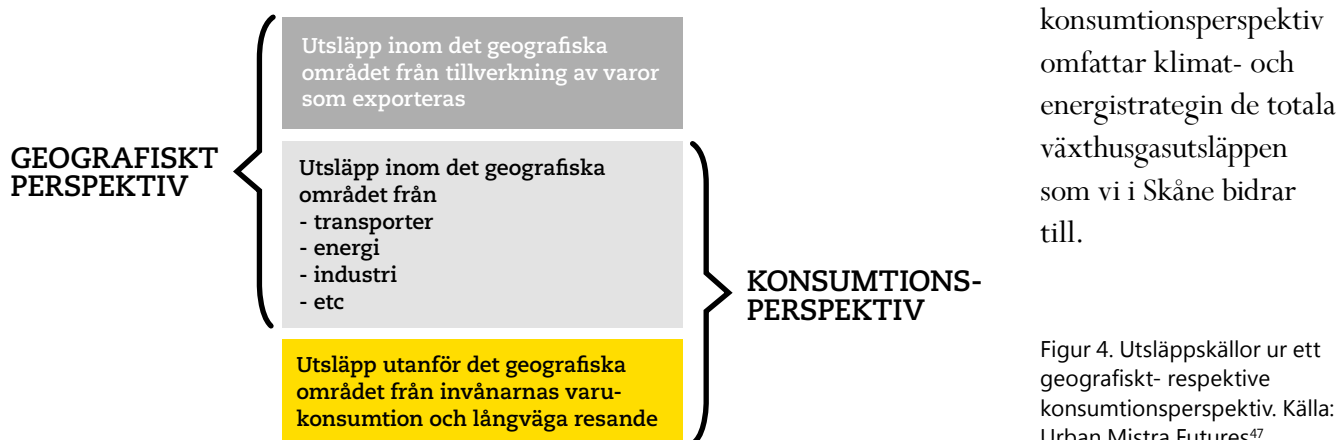 Utsläpp inom det geografiska
området från tillverkning av varor
som exporteras
GEOGRAFISKT
PERSPEKTIV
Utsläpp inom det geografiska
området från
- transporter
- energi
- industri
- etc
KONSUMTIONS-
PERSPEKTIV
Utsläpp utanför det geografiska
området från invånarnas varu-
konsumtion och långväga resande
konsumtionsperspektiv
omfattar klimat- och
energistrategin de totala
växthusgasutsläppen
som vi i Skåne bidrar
till.
Figur 4. Utsläppskällor ur ett
geografiskt- respektive
konsumtionsperspektiv. Källa:
Urban Mistra Futures47